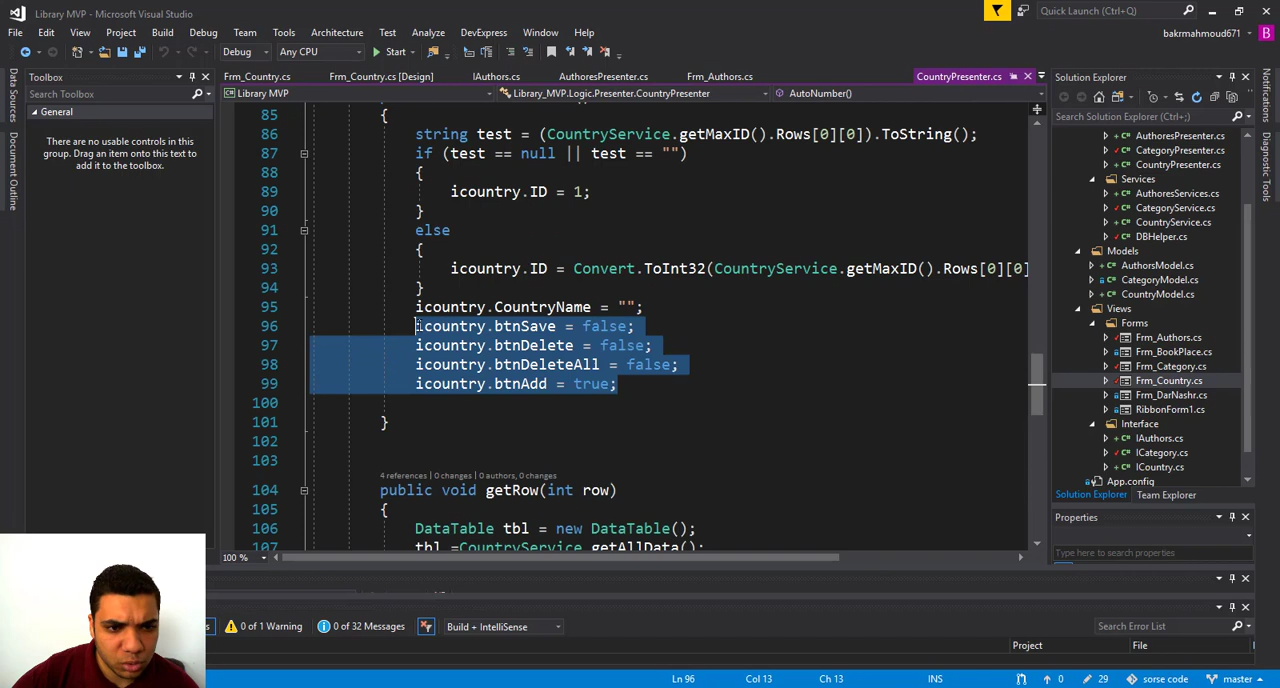 Library MVP - Microsoft Visual Studio
Quick Launch (Ctrl+Q)
File Edit View Project Build Debug Team Tools Architecture Test Analyze DevExpress Window Help
bakrmahmoud671 B
Debug Any CPU Start
Data Sources
Document Outline
Toolbox
Search Toolbox
General
There are no usable controls in this
group. Drag an item onto this text to
add it to the toolbox.
Frm_Country.cs Frm_Country.cs [Design] IAuthors.cs AuthoresPresenter.cs Frm_Authors.cs CountryPresenter.cs
Library MVP Library_MVP.Logic.Presenter.CountryPresenter AutoNumber()
85 {
86 string test = (CountryService.getMaxID().Rows[0][0]).ToString();
87 if (test == null || test == "")
88 {
89 icountry.ID = 1;
90 }
91 else
92 {
93 icountry.ID = Convert.ToInt32(CountryService.getMaxID().Rows[0][0]
94 }
95 icountry.CountryName = "";
96 icountry.btnSave = false;
97 icountry.btnDelete = false;
98 icountry.btnDeleteAll = false;
99 icountry.btnAdd = true;
100
101 }
102
103
4 references | 0 changes | 0 authors, 0 changes
104 public void getRow(int row)
105 {
106 DataTable tbl = new DataTable();
107 tbl =CountryService.getAllData();
100 %
Solution Explorer
Search Solution Explorer (Ctrl+;)
AuthoresPresenter.cs
CategoryPresenter.cs
CountryPresenter.cs
Services
AuthoresServices.cs
CategoryService.cs
CountryService.cs
DBHelper.cs
Models
AuthorsModel.cs
CategoryModel.cs
CountryModel.cs
Views
Forms
Frm_Authors.cs
Frm_BookPlace.cs
Frm_Category.cs
Frm_Country.cs
Frm_DarNashr.cs
RibbonForm1.cs
Interface
IAuthors.cs
ICategory.cs
ICountry.cs
App.config
Solution Explorer Team Explorer
Properties
Diagnostic Tools
0 of 1 Warning 0 of 32 Messages Build + IntelliSense
Search Error List
Project File
Ln 96 Col 13 Ch 13 INS 0 29 sorse code master